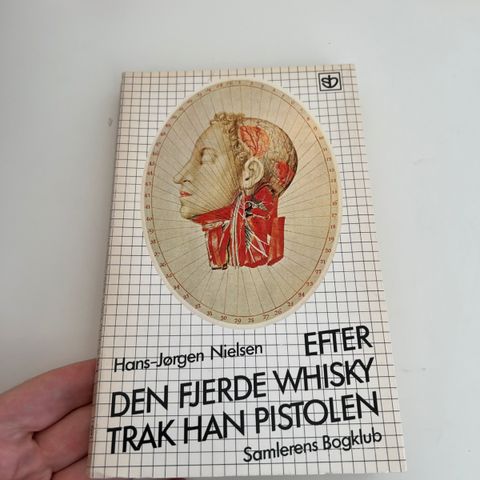 Hans-Jørgen Nielsen EFTER
DEN FJERDE WHISKY
TRAK HAN PISTOLEN
Samlerens Bogklub